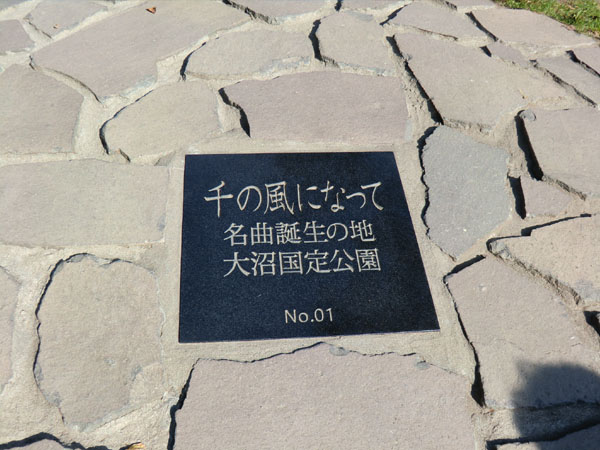 千の風になって
名曲誕生の地
大沼国定公園
No.01